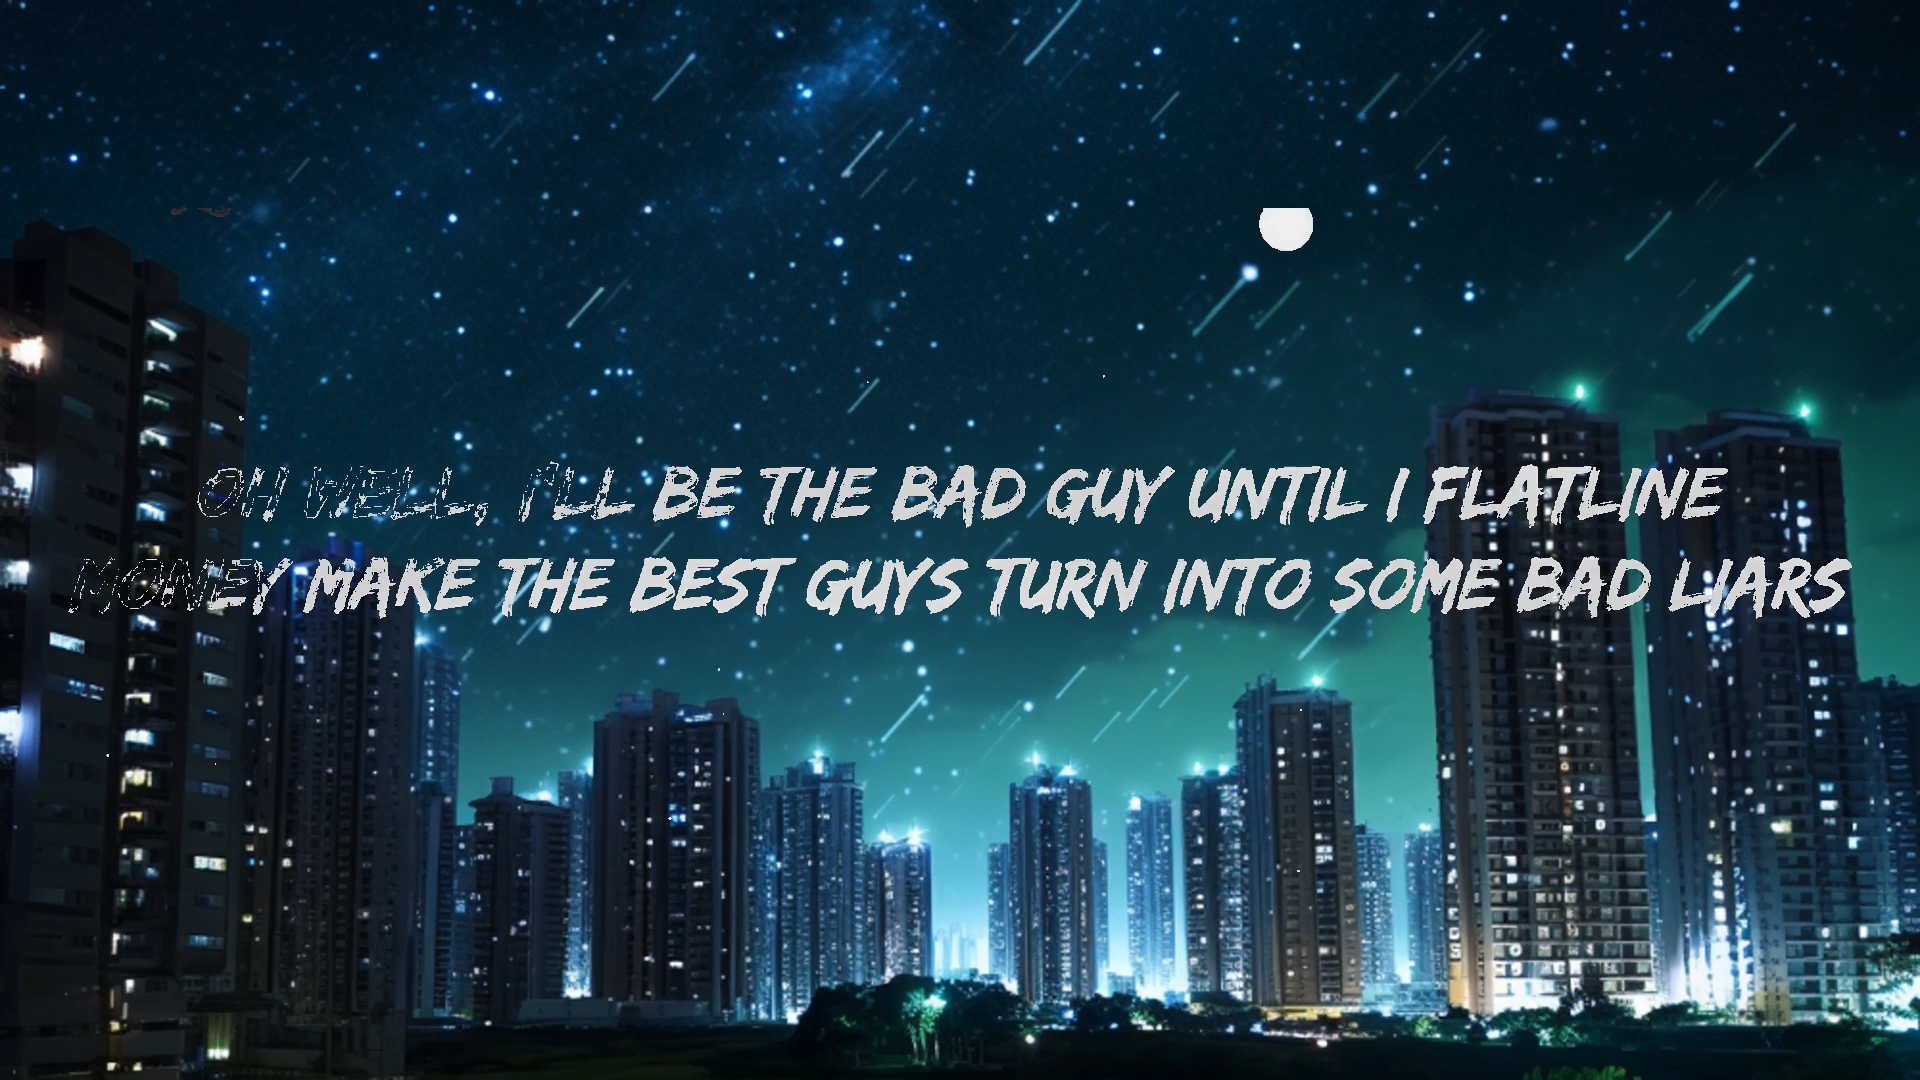 OH WELL, I'LL BE THE BAD GUY UNTIL I FLATLINE
MONEY MAKE THE BEST GUYS TURN INTO SOME BAD LIARS